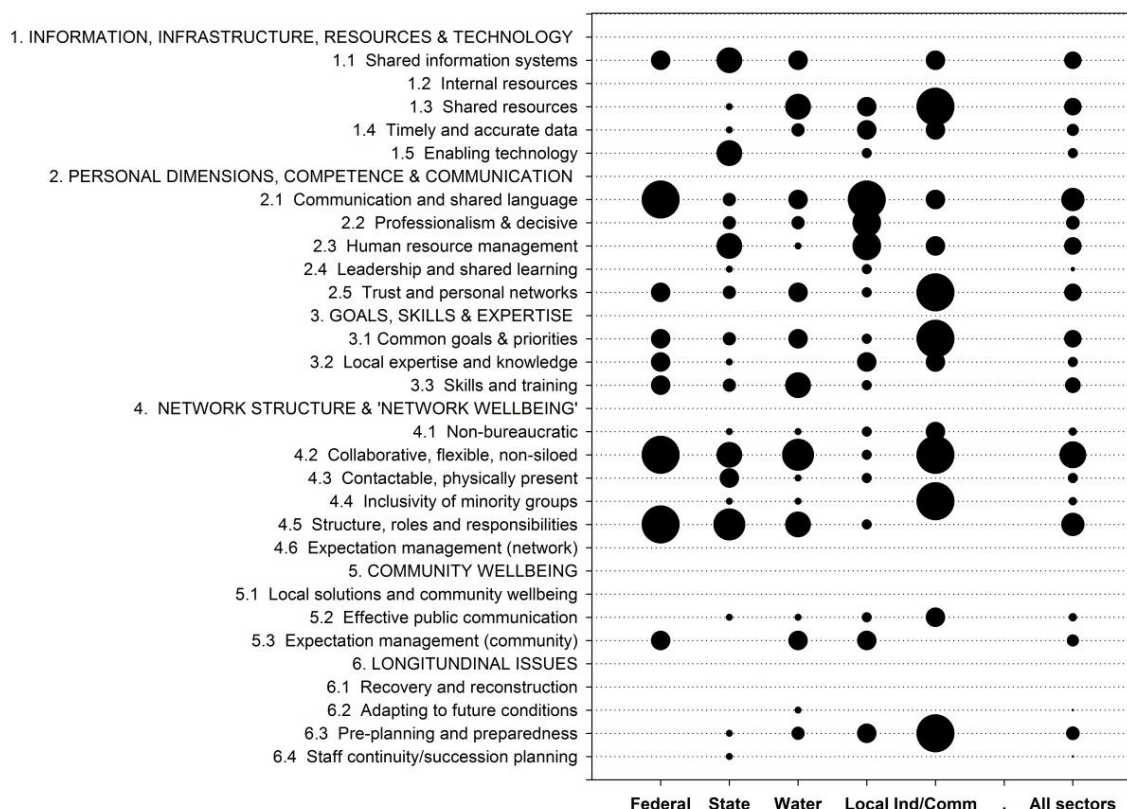 1. INFORMATION, INFRASTRUCTURE, RESOURCES & TECHNOLOGY
1.1 Shared information systems
1.2 Internal resources
1.3 Shared resources
1.4 Timely and accurate data
1.5 Enabling technology
2. PERSONAL DIMENSIONS, COMPETENCE & COMMUNICATION
2.1 Communication and shared language
2.2 Professionalism & decisive
2.3 Human resource management
2.4 Leadership and shared learning
2.5 Trust and personal networks
3. GOALS, SKILLS & EXPERTISE
3.1 Common goals & priorities
3.2 Local expertise and knowledge
3.3 Skills and training
4. NETWORK STRUCTURE & 'NETWORK WELLBEING'
4.1 Non-bureaucratic
4.2 Collaborative, flexible, non-siloed
4.3 Contactable, physically present
4.4 Inclusivity of minority groups
4.5 Structure, roles and responsibilities
4.6 Expectation management (network)
5. COMMUNITY WELLBEING
5.1 Local solutions and community wellbeing
5.2 Effective public communication
5.3 Expectation management (community)
6. LONGITUNDINAL ISSUES
6.1 Recovery and reconstruction
6.2 Adapting to future conditions
6.3 Pre-planning and preparedness
6.4 Staff continuity/succession planning
Federal State Water Local Ind/Comm . All sectors